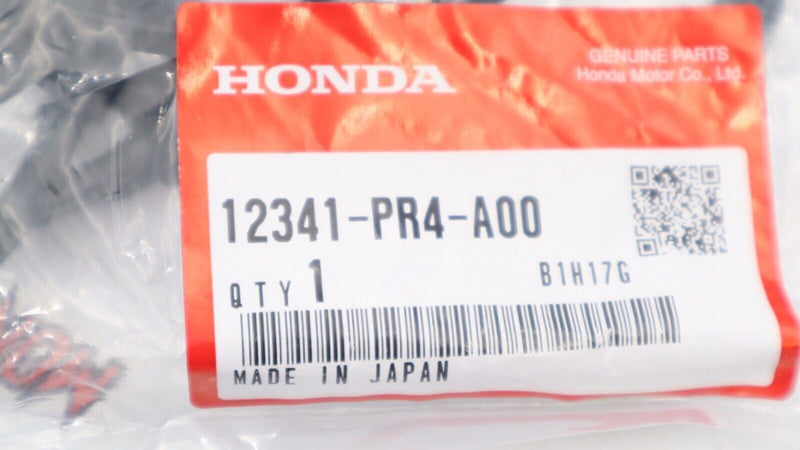 HONDA
GENUINE PARTS
Honda Motor Co., Ltd.
12341-PR4-A00
QTY 1
B1H17G
MADE IN JAPAN